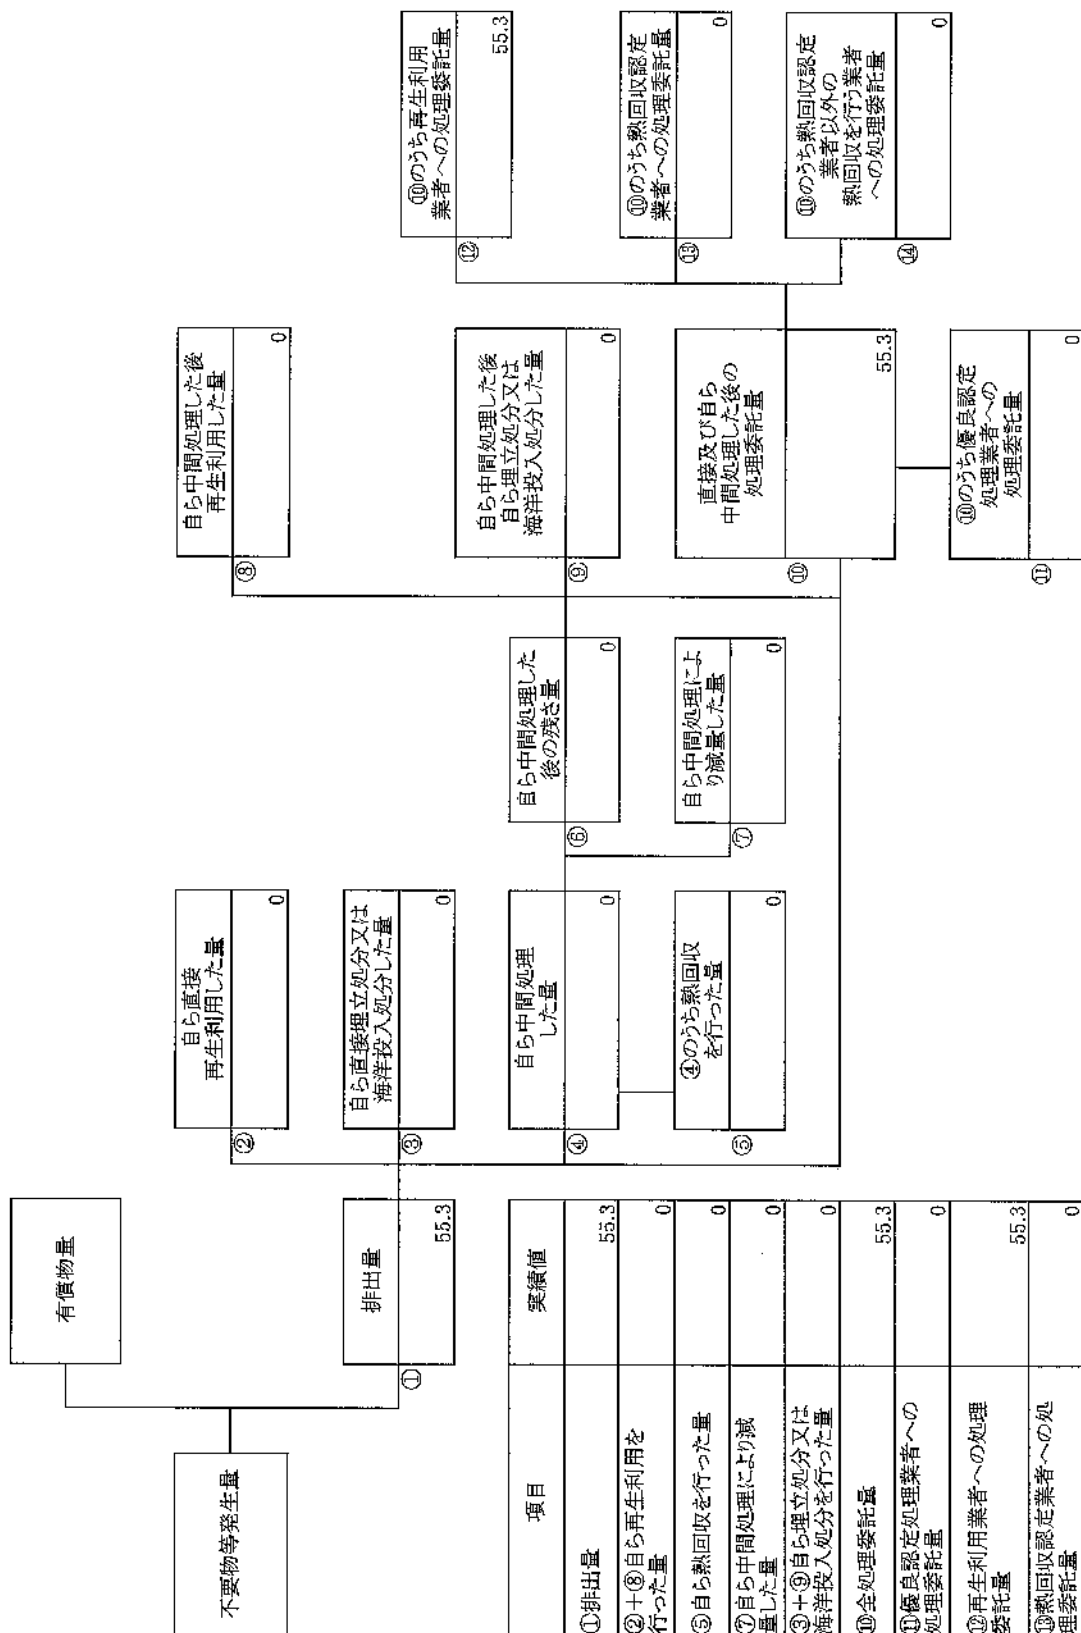 不要物等発生量
有償物量
①
排出量
55.3
②
自ら直接
再生利用した量
0
③
自ら直接埋立処分又は
海洋投入処分した量
0
④
自ら中間処理
した量
0
⑤
④のうち熱回収
を行った量
0
⑥
自ら中間処理した
後の残さ量
0
⑦
自ら中間処理によ
り減量した量
0
⑧
自ら中間処理した後
再生利用した量
0
⑨
自ら中間処理した後
自ら埋立処分又は
海洋投入処分した量
0
⑩
直接及び自ら
中間処理した後の
処理委託量
55.3
⑪
⑩のうち優良認定
処理業者への
処理委託量
0
⑫
⑩のうち再生利用
業者への処理委託量
55.3
⑬
⑩のうち熱回収認定
業者への処理委託量
0
⑭
⑩のうち熱回収認定
業者以外の
熱回収を行う業者
への処理委託量
0
項目 実績値
①排出量 55.3
②+⑧自ら再生利用を
行った量 0
⑤自ら熱回収を行った量 0
⑦自ら中間処理により減
量した量 0
③+⑨自ら埋立処分又は
海洋投入処分を行った量 0
⑩全処理委託量 55.3
⑪優良認定処理業者への
処理委託量 0
⑫再生利用業者への処理
委託量 55.3
⑬熱回収認定業者への処
理委託量 0